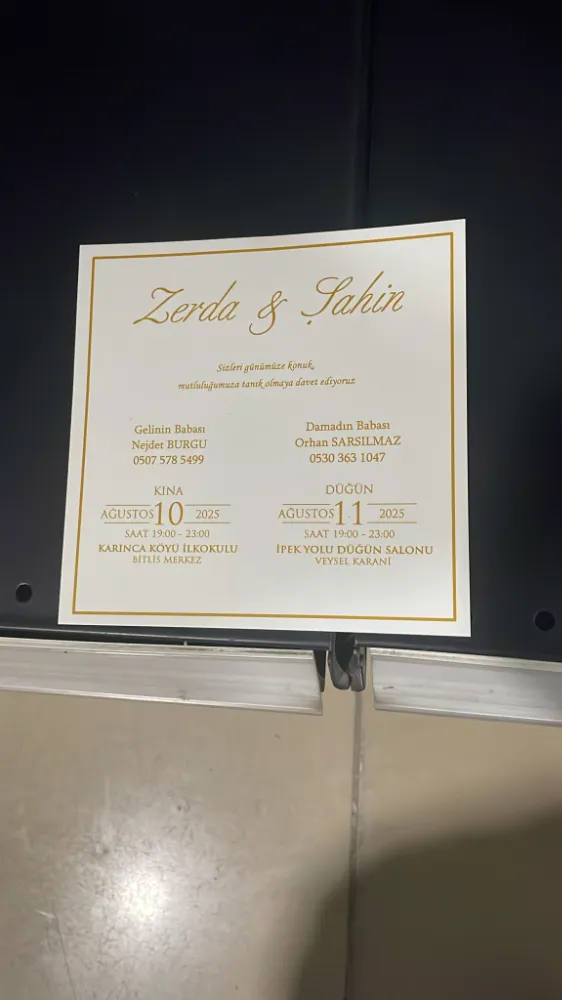 Zerda & Şahin
Sizleri günümüze konuk,
mutluluğumuza tanık olmaya davet ediyoruz
Gelinin Babası
Nejdet BURGU
0507 578 5499
Damadın Babası
Orhan SARSILMAZ
0530 363 1047
KINA
AĞUSTOS 10 2025
SAAT 19:00 - 23:00
KARINCA KÖYÜ İLKOKULU
BİTLİS MERKEZ
DÜĞÜN
AĞUSTOS 11 2025
SAAT 19:00 - 23:00
İPEK YOLU DÜĞÜN SALONU
VEYSEL KARANİ